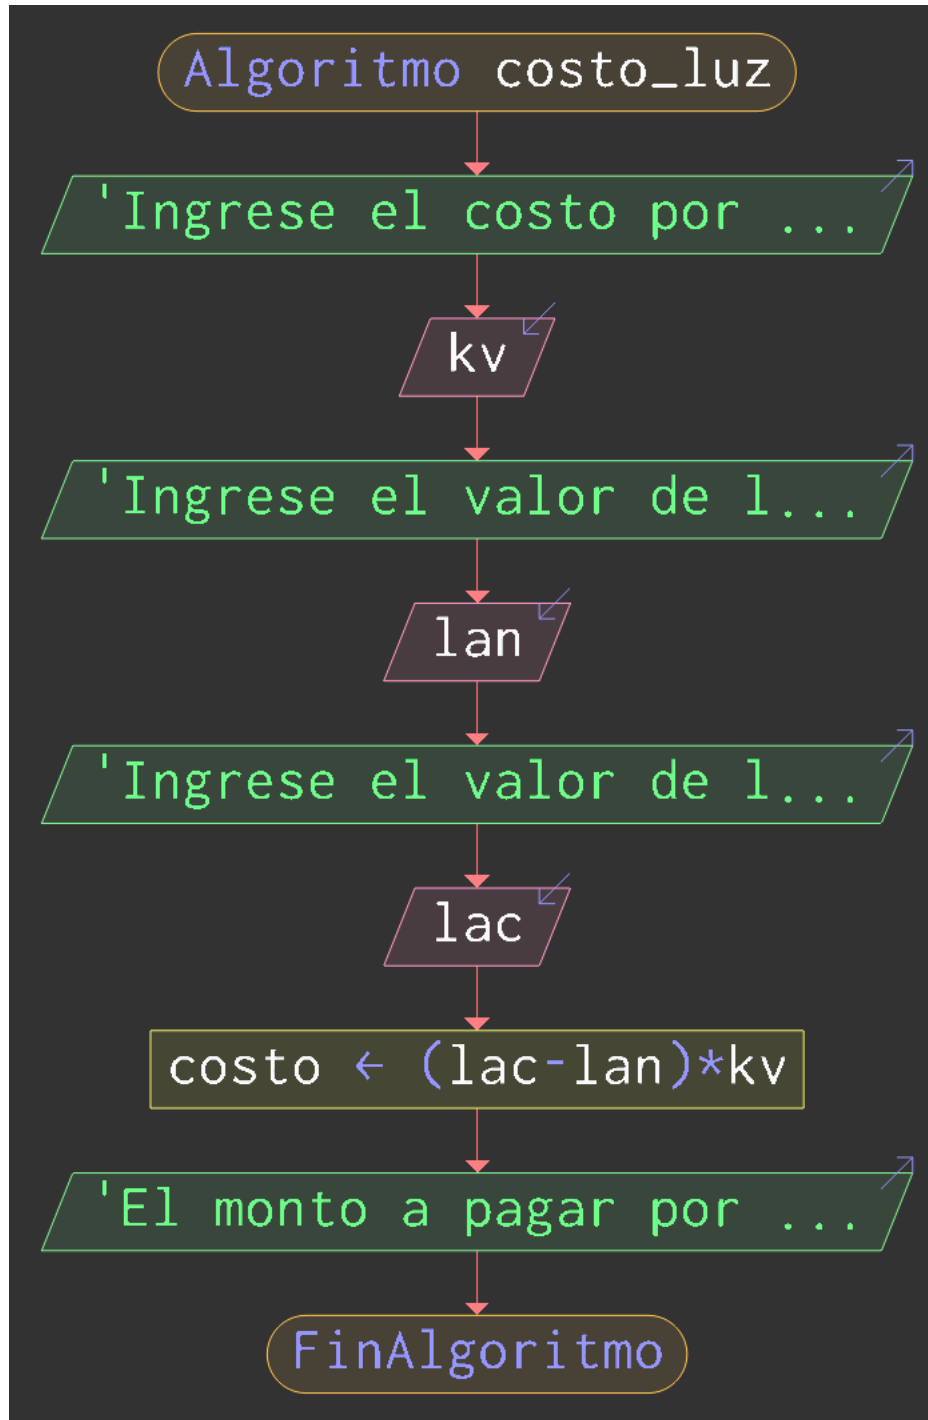 Algoritmo costo_luz
'Ingrese el costo por ...
kv
'Ingrese el valor de l...
lan
'Ingrese el valor de l...
lac
costo ← (lac-lan)*kv
'El monto a pagar por ...
FinAlgoritmo